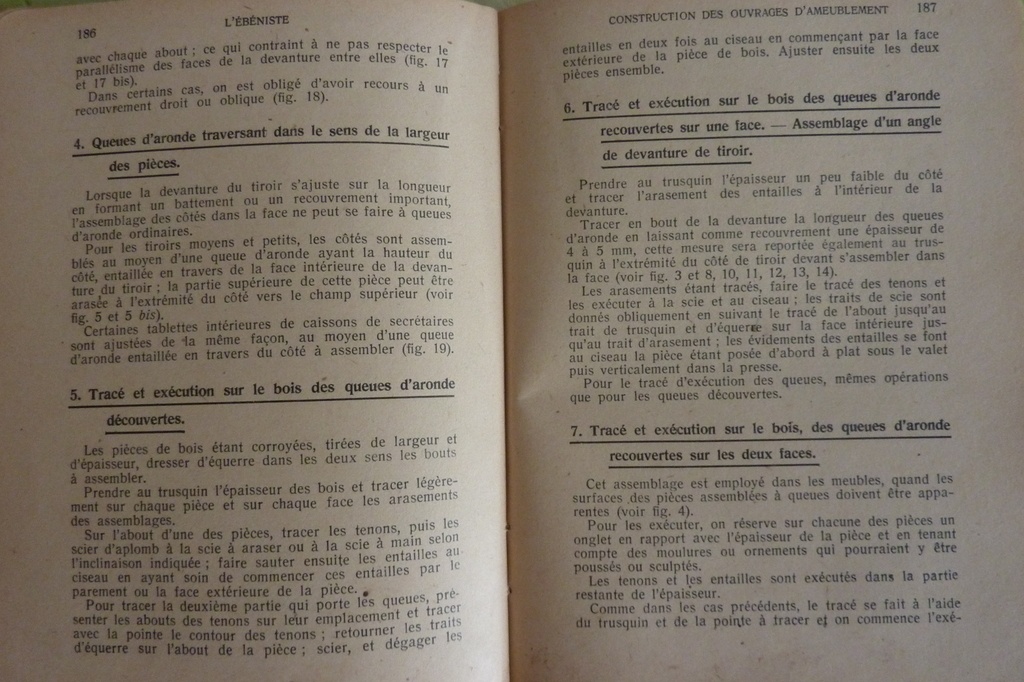 186
L'ÉBÉNISTE
avec chaque about ; ce qui contraint à ne pas respecter le
parallélisme des faces de la devanture entre elles (fig. 17
et 17 bis).
Dans certains cas, on est obligé d'avoir recours à un
recouvrement droit ou oblique (fig. 18).
4. Queues d'aronde traversant dans le sens de la largeur
des pièces.
Lorsque la devanture du tiroir s'ajuste sur la longueur
en formant un battement ou un recouvrement important,
l'assemblage des côtés dans la face ne peut se faire à queues
d'aronde ordinaires.
Pour les tiroirs moyens et petits, les côtés sont assem-
blés au moyen d'une queue d'aronde ayant la hauteur du
côté, entaillée en travers de la face intérieure de la devan-
ture du tiroir ; la partie supérieure de cette pièce peut être
arasée à l'extrémité du côté vers le champ supérieur (voir
fig. 5 et 5 bis).
Certaines tablettes intérieures de caissons de secrétaires
sont ajustées de la même façon, au moyen d'une queue
d'aronde entaillée en travers du côté à assembler (fig. 19).
5. Tracé et exécution sur le bois des queues d'aronde
découvertes.
Les pièces de bois étant corroyées, tirées de largeur et
d'épaisseur, dresser d'équerre dans les deux sens les bouts
à assembler.
Prendre au trusquin l'épaisseur des bois et tracer légère-
ment sur chaque pièce et sur chaque face les arasements
des assemblages.
Sur l'about d'une des pièces, tracer les tenons, puis les
scier d'aplomb à la scie à araser ou à la scie à main selon
l'inclinaison indiquée ; faire sauter ensuite les entailles au
ciseau en ayant soin de commencer ces entailles par le
parement ou la face extérieure de la pièce.
Pour tracer la deuxième partie qui porte les queues, pré-
senter les abouts des tenons sur leur emplacement et tracer
avec la pointe le contour des tenons ; retourner les traits
d'équerre sur l'about de la pièce ; scier, et dégager les
CONSTRUCTION DES OUVRAGES D'AMEUBLEMENT
187
entailles en deux fois au ciseau en commençant par la face
extérieure de la pièce de bois. Ajuster ensuite les deux
pièces ensemble.
6. Tracé et exécution sur le bois des queues d'aronde
recouvertes sur une face. — Assemblage d'un angle
de devanture de tiroir.
Prendre au trusquin l'épaisseur un peu faible du côté
et tracer l'arasement des entailles à l'intérieur de la
devanture.
Tracer en bout de la devanture la longueur des queues
d'aronde en laissant comme recouvrement une épaisseur de
4 à 5 mm, cette mesure sera reportée également au trus-
quin à l'extrémité du côté de tiroir devant s'assembler dans
la face (voir fig. 3 et 8, 10, 11, 12, 13, 14).
Les arasements étant tracés, faire le tracé des tenons et
les exécuter à la scie et au ciseau ; les traits de scie sont
donnés obliquement en suivant le tracé de l'about jusqu'au
trait de trusquin et d'équerre sur la face intérieure jus-
qu'au trait d'arasement ; les évidements des entailles se font
au ciseau la pièce étant posée d'abord à plat sous le valet
puis verticalement dans la presse.
Pour le tracé d'exécution des queues, mêmes opérations
que pour les queues découvertes.
7. Tracé et exécution sur le bois, des queues d'aronde
recouvertes sur les deux faces.
Cet assemblage est employé dans les meubles, quand les
surfaces des pièces assemblées à queues doivent être appa-
rentes (voir fig. 4).
Pour les exécuter, on réserve sur chacune des pièces un
onglet en rapport avec l'épaisseur de la pièce et en tenant
compte des moulures ou ornements qui pourraient y être
poussés ou sculptés.
Les tenons et les entailles sont exécutés dans la partie
restante de l'épaisseur.
Comme dans les cas précédents, le tracé se fait à l'aide
du trusquin et de la pointe à tracer et on commence l'exé-